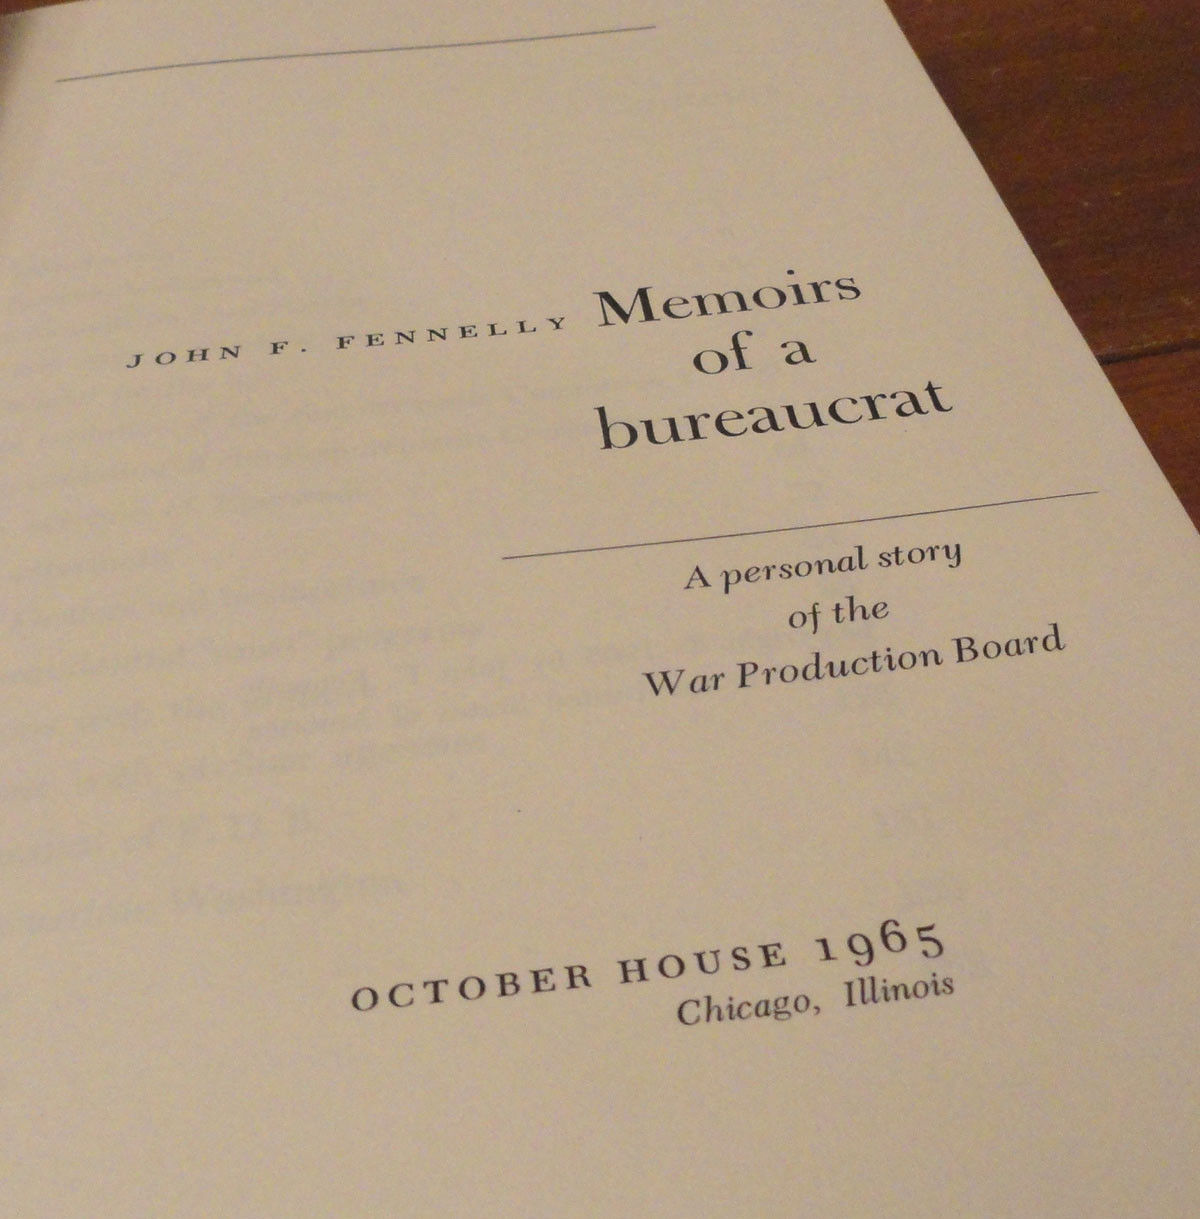 JOHN F. FENNELLY Memoirs
of a
bureaucrat
A personal story
of the
War Production Board
OCTOBER HOUSE 1965
Chicago, Illinois